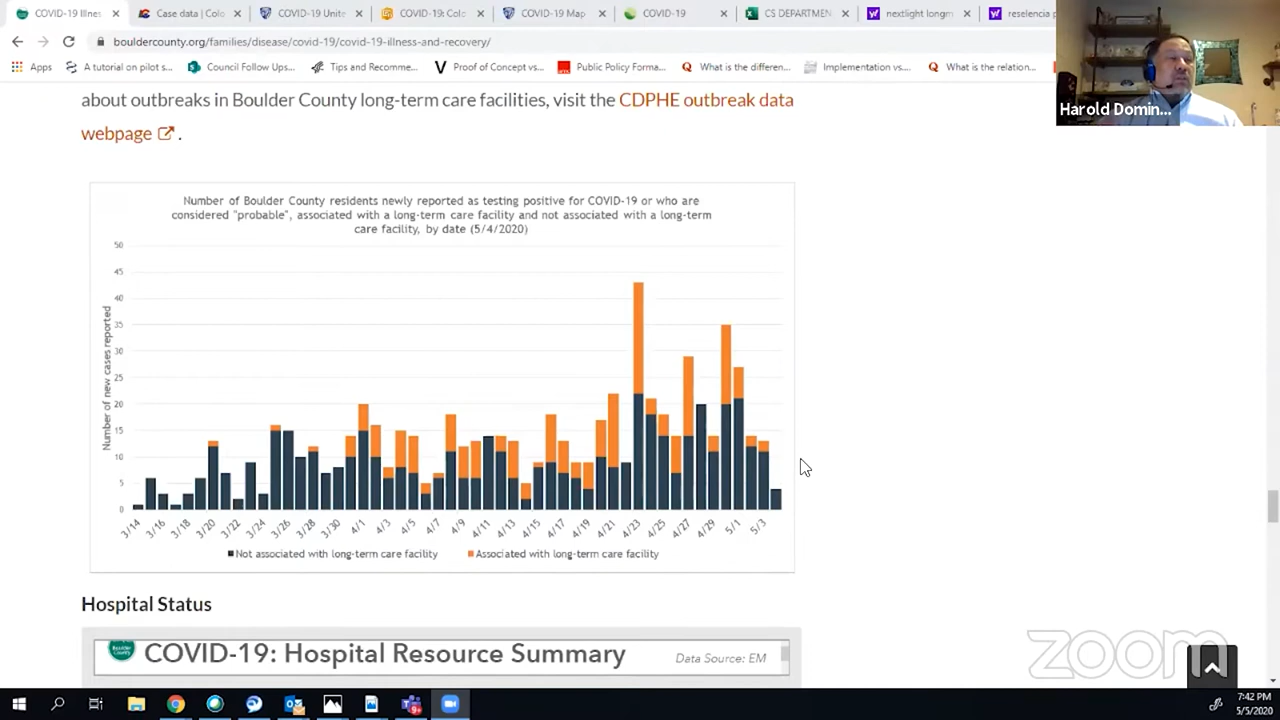 COVID-19 Illnes
Case data | Colo
COVID-19 Unite
COVID-19: Colo
COVID-19 Map
COVID-19
CS DEPARTMEN
nextlight longm
reselencia p
bouldercounty.org/families/disease/covid-19/covid-19-illness-and-recovery/
Apps
A tutorial on pilot s...
Council Follow Ups...
Tips and Recomme...
Proof of Concept vs...
Public Policy Forma...
What is the differen...
Implementation vs....
What is the relation...
Harold Domin...
about outbreaks in Boulder County long-term care facilities, visit the CDPHE outbreak data
webpage .
Number of Boulder County residents newly reported as testing positive for COVID-19 or who are
considered "probable", associated with a long-term care facility and not associated with a long-term
care facility, by date (5/4/2020)
Number of new cases reported
50
45
40
35
30
25
20
15
10
5
0
3/14 3/16 3/18 3/20 3/22 3/24 3/26 3/28 3/30 4/1 4/3 4/5 4/7 4/9 4/11 4/13 4/15 4/17 4/19 4/21 4/23 4/25 4/27 4/29 5/1 5/3
Not associated with long-term care facility Associated with long-term care facility
Hospital Status
COVID-19: Hospital Resource Summary
Data Source: EM
zoom
7:42 PM
5/5/2020